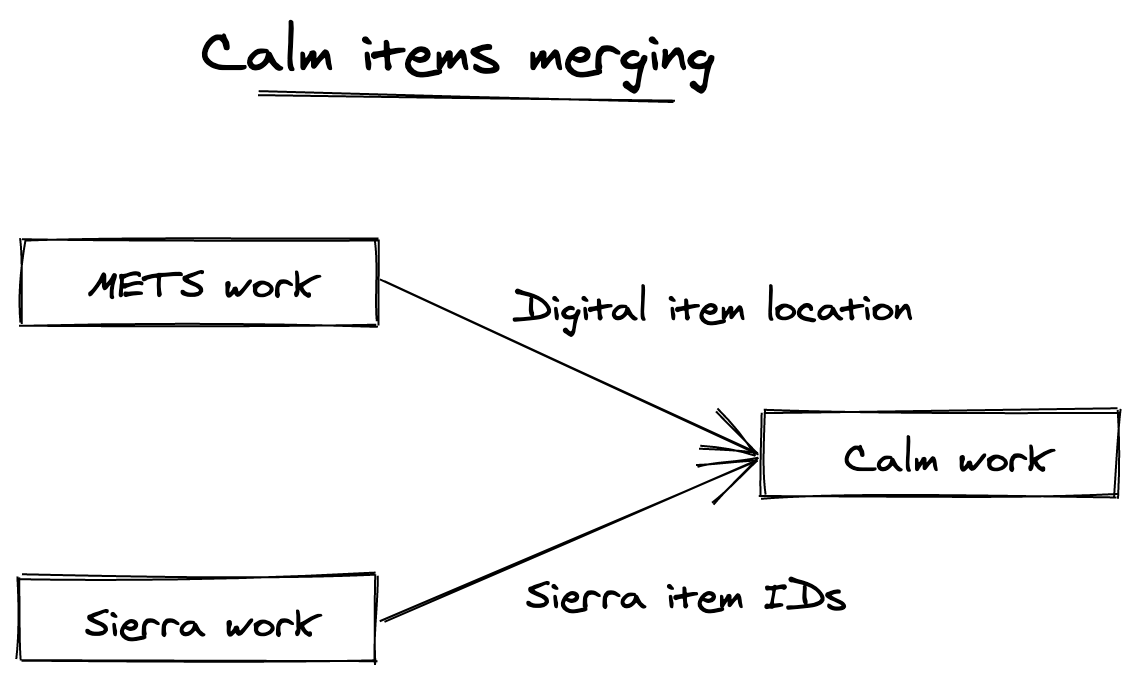 Calm items merging
METS work
Digital item location
Calm work
Sierra item IDs
Sierra work